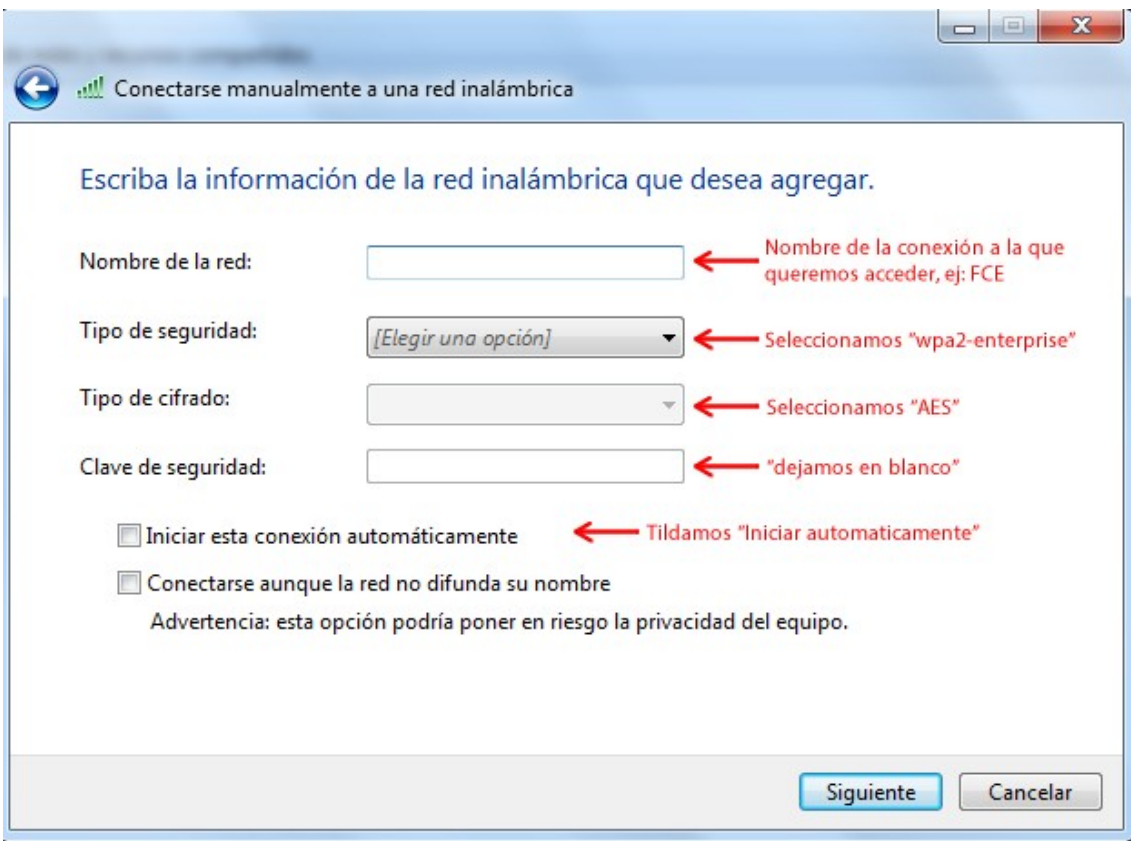 Conectarse manualmente a una red inalámbrica
Escriba la información de la red inalámbrica que desea agregar.
Nombre de la red:
Nombre de la conexión a la que
queremos acceder, ej: FCE
Tipo de seguridad:
[Elegir una opción]
Seleccionamos "wpa2-enterprise"
Tipo de cifrado:
Seleccionamos "AES"
Clave de seguridad:
"dejamos en blanco"
Iniciar esta conexión automáticamente
Tildamos "Iniciar automaticamente"
Conectarse aunque la red no difunda su nombre
Advertencia: esta opción podría poner en riesgo la privacidad del equipo.
Siguiente
Cancelar